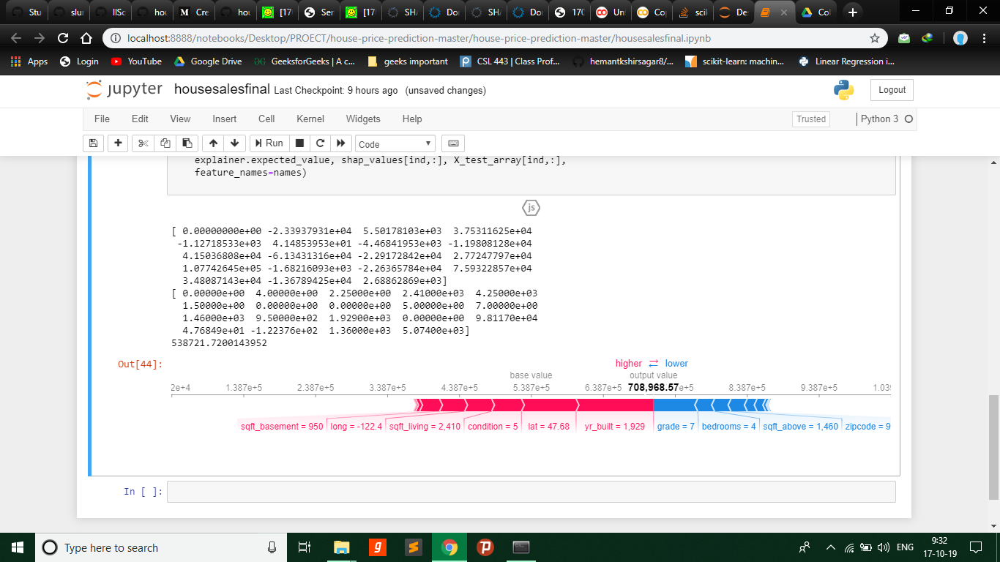 Stu slur IISc hou Cre hou [17( Ser [17( SHA Doi SHA Doi 170 Uni Cop scik De: Col
localhost:8888/notebooks/Desktop/PROECT/house-price-prediction-master/house-price-prediction-master/housesalesfinal.ipynb
Apps Login YouTube Google Drive GeeksforGeeks | A c... geeks important CSL 443 | Class Prof... hemantkshirsagar8/... scikit-learn: machin... Linear Regression i...
jupyter housesalesfinal Last Checkpoint: 9 hours ago (unsaved changes) Logout
File Edit View Insert Cell Kernel Widgets Help Trusted Python 3
Run Code
explainer.expected_value, shap_values[ind,:], X_test_array[ind,:],
feature_names=names)
js
[ 0.00000000e+00 -2.33937931e+04 5.50178103e+03 3.75311625e+04
-1.12718533e+03 4.14853953e+01 -4.46841953e+03 -1.19808128e+04
4.15036808e+04 -6.13431316e+04 -2.29172842e+04 2.77247797e+04
1.07742645e+05 -1.68216093e+03 -2.26365784e+04 7.59322857e+04
3.48087143e+04 -1.36789425e+04 2.68862869e+03]
[ 0.00000e+00 4.00000e+00 2.25000e+00 2.41000e+03 4.25000e+03
1.50000e+00 0.00000e+00 0.00000e+00 5.00000e+00 7.00000e+00
1.46000e+03 9.50000e+02 1.92900e+03 0.00000e+00 9.81170e+04
4.76849e+01 -1.22376e+02 1.36000e+03 5.07400e+03]
538721.7200143952
Out[44]:
higher lower
base value output value
2e+4 1.387e+5 2.387e+5 3.387e+5 4.387e+5 5.387e+5 6.387e+5 708,968.57 e+5 8.387e+5 9.387e+5 1.03
sqft_basement = 950 long = -122.4 sqft_living = 2,410 condition = 5 lat = 47.68 yr_built = 1,929 grade = 7 bedrooms = 4 sqft_above = 1,460 zipcode = 9
In [ ]:
Type here to search ENG 9:32
17-10-19